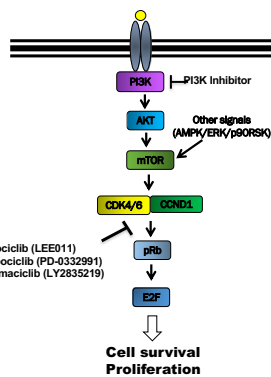 PI3K
PI3K Inhibitor
AKT
Other signals
(AMPK/ERK/p90RSK)
mTOR
CDK4/6
CCND1
ociclib (LEE011)
ociclib (PD-0332991)
maciclib (LY2835219)
pRb
E2F
Cell survival
Proliferation